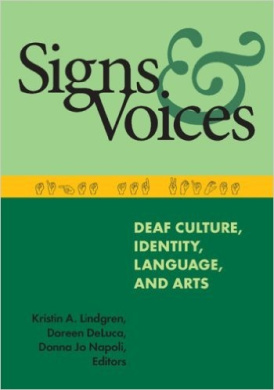 Signs &
Voices
DEAF CULTURE,
IDENTITY,
LANGUAGE,
AND ARTS
Kristin A. Lindgren,
Doreen DeLuca,
Donna Jo Napoli,
Editors